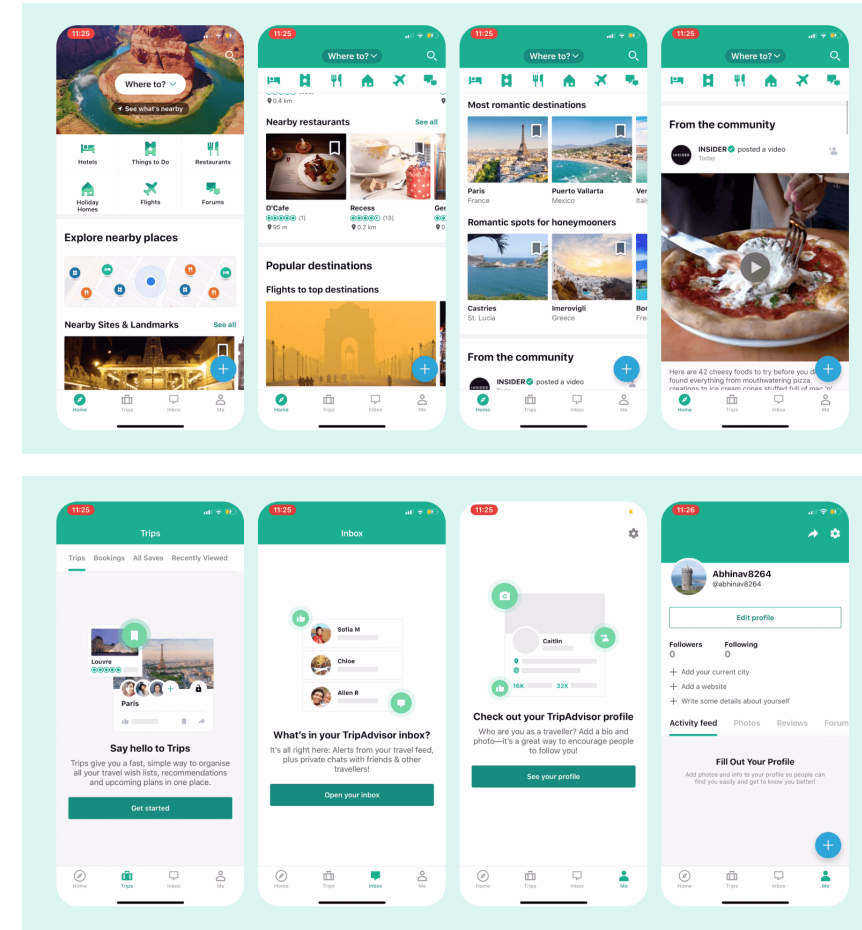 11:25
Where to?
See what's nearby
Hotels
Things to Do
Restaurants
Holiday
Homes
Flights
Forums
Explore nearby places
Nearby Sites & Landmarks
See all
Home
Trips
Inbox
Me
11:25
Where to?
0.4 km
Nearby restaurants
See all
D'Cafe
(1)
95 m
Recess
(13)
0.2 km
Popular destinations
Flights to top destinations
Home
Trips
Inbox
Me
11:25
Where to?
Most romantic destinations
Paris
France
Puerto Vallarta
Mexico
Romantic spots for honeymooners
Castries
St. Lucia
Imerovigli
Greece
From the community
INSIDER posted a video
Home
Trips
Inbox
Me
11:25
Where to?
From the community
INSIDER
INSIDER posted a video
Today
Here are 42 cheesy foods to try before you
found everything from mouthwatering pizza
creations to ice cream cones stuffed full of mac 'n'
Home
Trips
Inbox
Me
11:25
Trips
Trips
Bookings
All Saves
Recently Viewed
Louvre
Paris
Say hello to Trips
Trips give you a fast, simple way to organise
all your travel wish lists, recommendations
and upcoming plans in one place.
Get started
Home
Trips
Inbox
Me
11:25
Inbox
Sofia M
Chloe
Allen R
What's in your TripAdvisor inbox?
It's all right here: Alerts from your travel feed,
plus private chats with friends & other
travellers!
Open your inbox
Home
Trips
Inbox
Me
11:25
Caitlin
16K
32K
Check out your TripAdvisor profile
Who are you as a traveller? Add a bio and
photo—it's a great way to encourage people
to follow you!
See your profile
Home
Trips
Inbox
Me
11:26
Abhinav8264
@abhinav8264
Edit profile
Followers
0
Following
0
Add your current city
Add a website
Write some details about yourself
Activity feed
Photos
Reviews
Forum
Fill Out Your Profile
Add photos and info to your profile so people can
find you easily and get to know you better!
Home
Trips
Inbox
Me